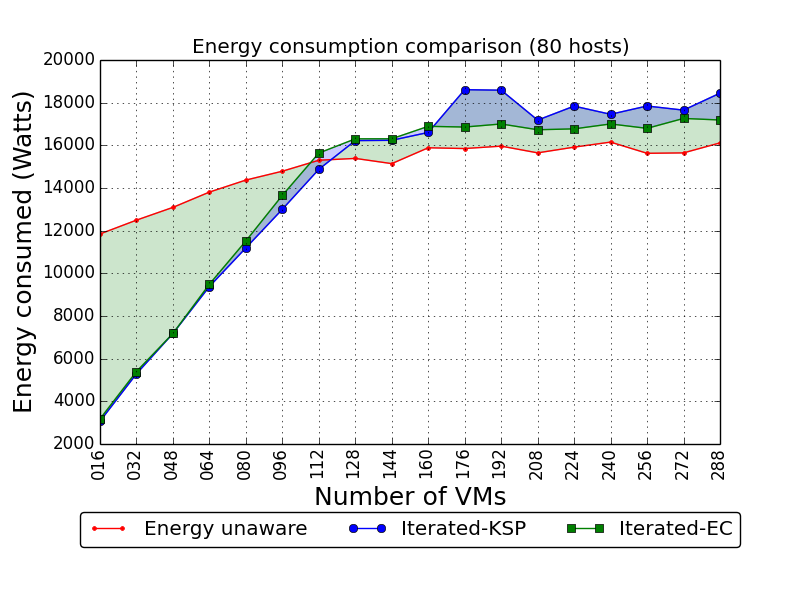 Energy consumption comparison (80 hosts)
Energy consumed (Watts)
20000
18000
16000
14000
12000
10000
8000
6000
4000
2000
016 032 048 064 080 096 112 128 144 160 176 192 208 224 240 256 272 288
Number of VMs
Energy unaware Iterated-KSP Iterated-EC